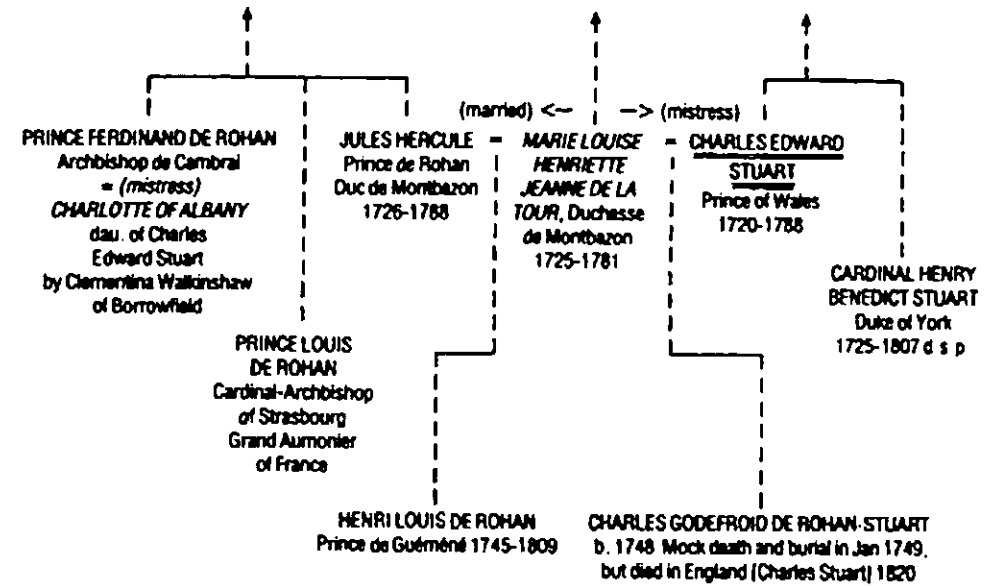 (married) <-- --> (mistress)
PRINCE FERDINAND DE ROHAN
Archbishop de Cambrai
= (mistress)
CHARLOTTE OF ALBANY
dau. of Charles
Edward Stuart
by Clementina Walkinshaw
of Borrowfield
JULES HERCULE
Prince de Rohan
Duc de Montbazon
1726-1788
=
MARIE LOUISE
HENRIETTE
JEANNE DE LA
TOUR, Duchasse
de Montbazon
1725-1781
=
CHARLES EDWARD
STUART
Prince of Wales
1720-1788
CARDINAL HENRY
BENEDICT STUART
Duke of York
1725-1807 d s p
PRINCE LOUIS
DE ROHAN
Cardinal-Archbishop
of Strasbourg
Grand Aumonier
of France
HENRI LOUIS DE ROHAN
Prince de Guéméné 1745-1809
CHARLES GODEFROID DE ROHAN-STUART
b. 1748 Mock death and burial in Jan 1749,
but died in England (Charles Stuart) 1820